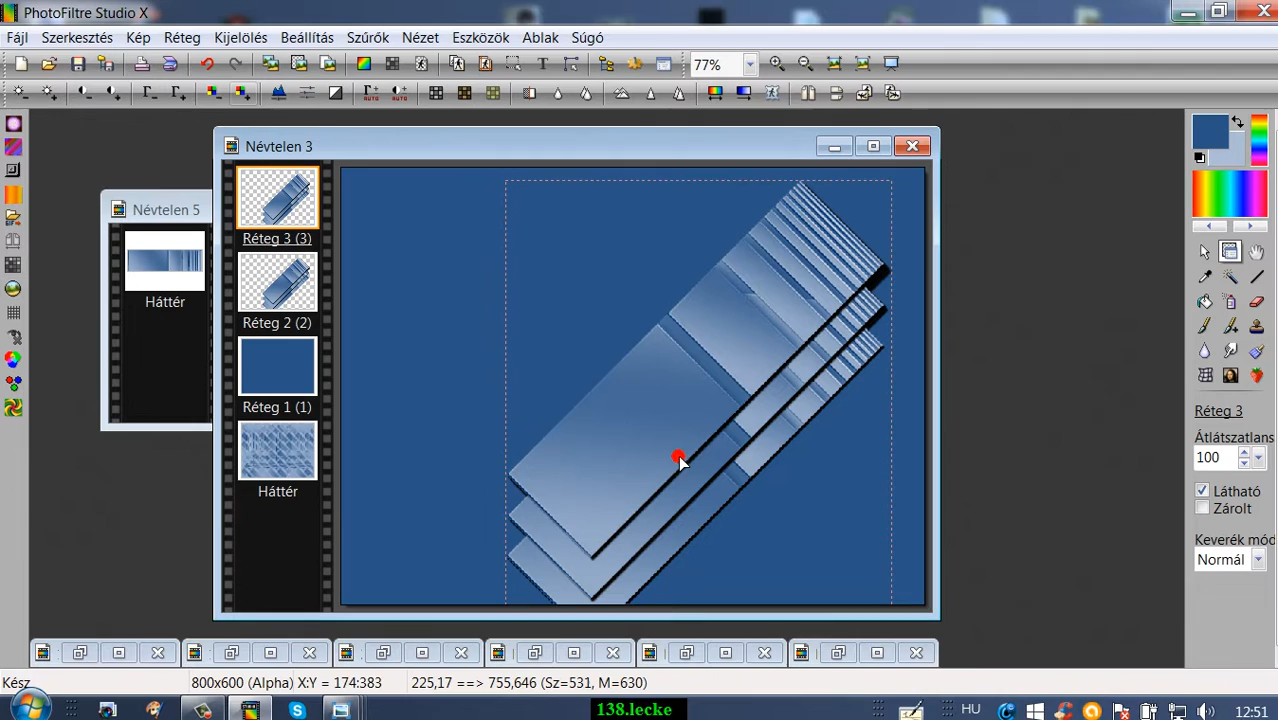 PhotoFiltre Studio X
Fájl Szerkesztés Kép Réteg Kijelölés Beállítás Szűrők Nézet Eszközök Ablak Súgó
77%
AUTO AUTO
Névtelen 3
Névtelen 5
Réteg 3 (3)
Háttér
Réteg 2 (2)
Réteg 1 (1)
Háttér
Réteg 3
Átlátszatlans
100
Látható
Zárolt
Keverék mód
Normál
Kész 800x600 (Alpha) X:Y = 174:383 225,17 ==> 755,646 (Sz=531, M=630)
138.lecke HU 12:51